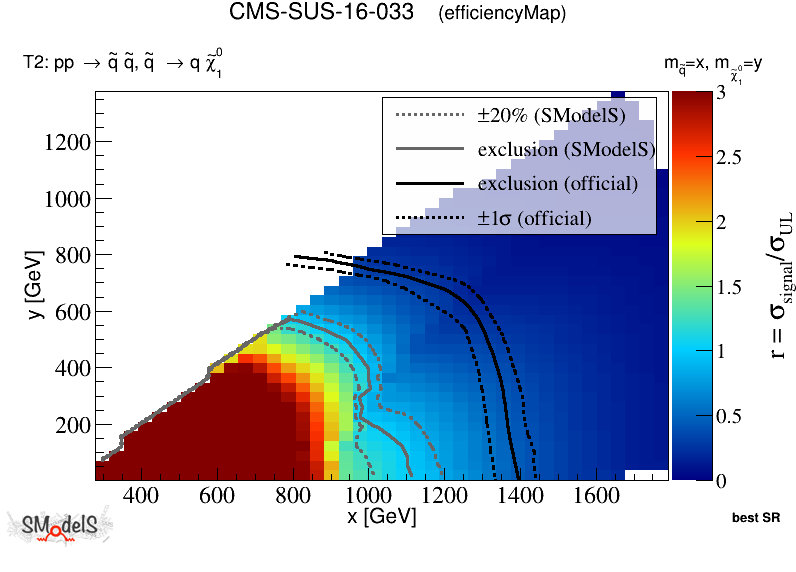 CMS-SUS-16-033 (efficiencyMap)
T2: pp → q̃ q̃, q̃ → q χ̃₁⁰
m_q̃=x, m_χ̃₁⁰=y
±20% (SModelS)
exclusion (SModelS)
exclusion (official)
±1σ (official)
y [GeV]
1200
1000
800
600
400
200
400 600 800 1000 1200 1400 1600
x [GeV]
3
2.5
2
1.5
1
0.5
0
r = σ_signal/σ_UL
SModelS
best SR